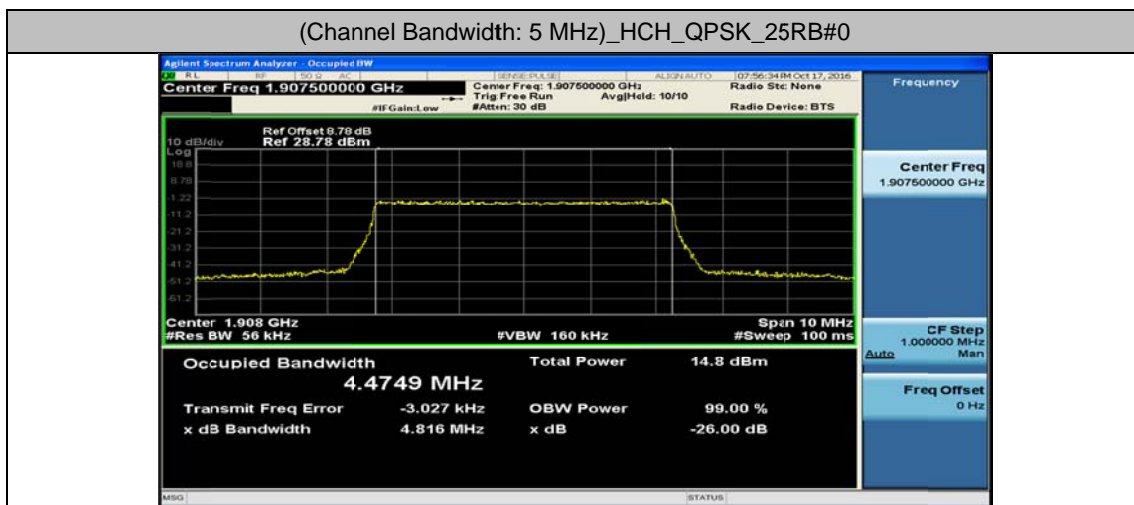 (Channel Bandwidth: 5 MHz)_HCH_QPSK_25RB#0
Agilent Spectrum Analyzer - Occupied BW
RL RF 50 Ω AC SENSE:PULSE ALIGN AUTO 07:56:34 PM Oct 17, 2016
Center Freq 1.907500000 GHz
Center Freq: 1.907500000 GHz
Radio Std: None
Trig: Free Run Avg|Hold: 10/10
#IFGain:Low #Atten: 30 dB Radio Device: BTS
Ref Offset 8.78 dB
10 dB/div Ref 28.78 dBm
Log
18.8
8.78
-1.22
-11.2
-21.2
-31.2
-41.2
-51.2
-61.2
Center 1.908 GHz Span 10 MHz
#Res BW 56 kHz #VBW 160 kHz #Sweep 100 ms
Occupied Bandwidth Total Power 14.8 dBm
4.4749 MHz
Transmit Freq Error -3.027 kHz OBW Power 99.00 %
x dB Bandwidth 4.816 MHz x dB -26.00 dB
MSG STATUS
Frequency
Center Freq
1.907500000 GHz
CF Step
1.000000 MHz
Auto Man
Freq Offset
0 Hz